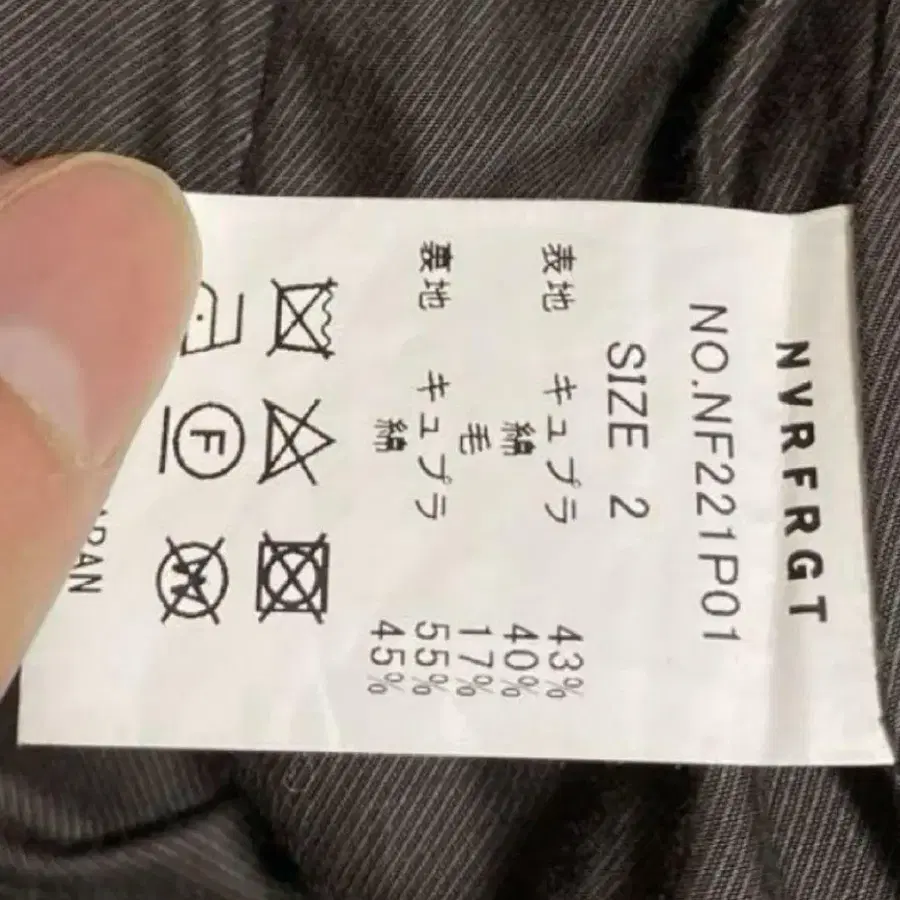 NVRFRGT
NO.NF221P01
SIZE 2
表地 キュプラ 43%
綿 40%
毛 17%
裏地 キュプラ 55%
綿 45%
F
W